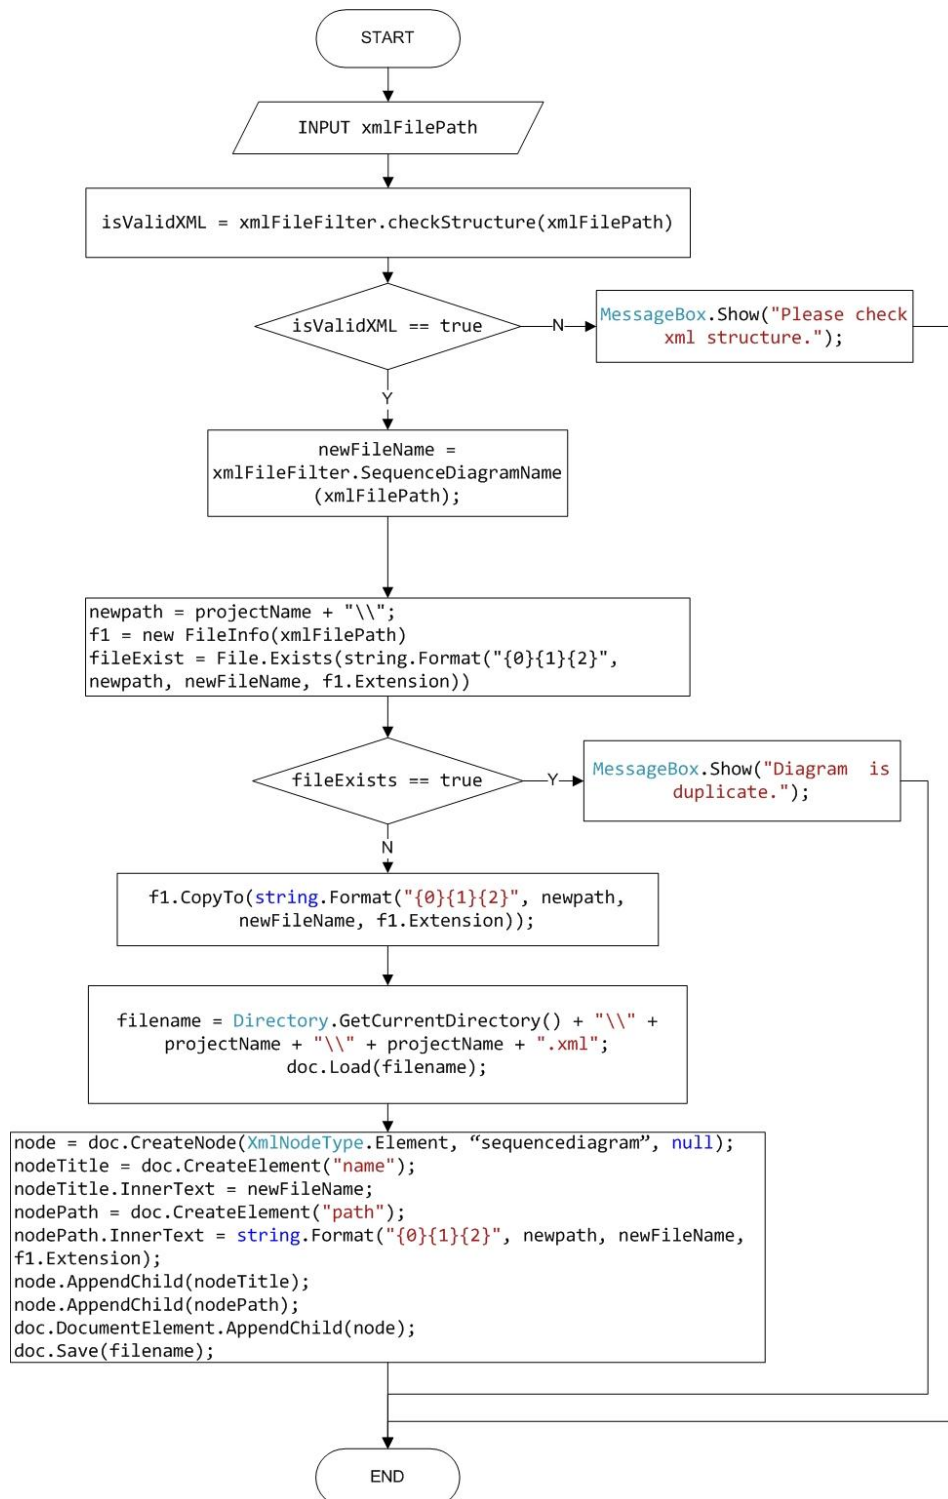 START
INPUT xmlFilePath
isValidXML = xmlFileFilter.checkStructure(xmlFilePath)
isValidXML == true
N
MessageBox.Show("Please check
xml structure.");
Y
newFileName =
xmlFileFilter.SequenceDiagramName
(xmlFilePath);
newpath = projectName + "\\";
f1 = new FileInfo(xmlFilePath)
fileExist = File.Exists(string.Format("{0}{1}{2}",
newpath, newFileName, f1.Extension))
fileExists == true
Y
MessageBox.Show("Diagram is
duplicate.");
N
f1.CopyTo(string.Format("{0}{1}{2}", newpath,
newFileName, f1.Extension));
filename = Directory.GetCurrentDirectory() + "\\" +
projectName + "\\" + projectName + ".xml";
doc.Load(filename);
node = doc.CreateNode(XmlNodeType.Element, “sequencediagram”, null);
nodeTitle = doc.CreateElement("name");
nodeTitle.InnerText = newFileName;
nodePath = doc.CreateElement("path");
nodePath.InnerText = string.Format("{0}{1}{2}", newpath, newFileName,
f1.Extension);
node.AppendChild(nodeTitle);
node.AppendChild(nodePath);
doc.DocumentElement.AppendChild(node);
doc.Save(filename);
END